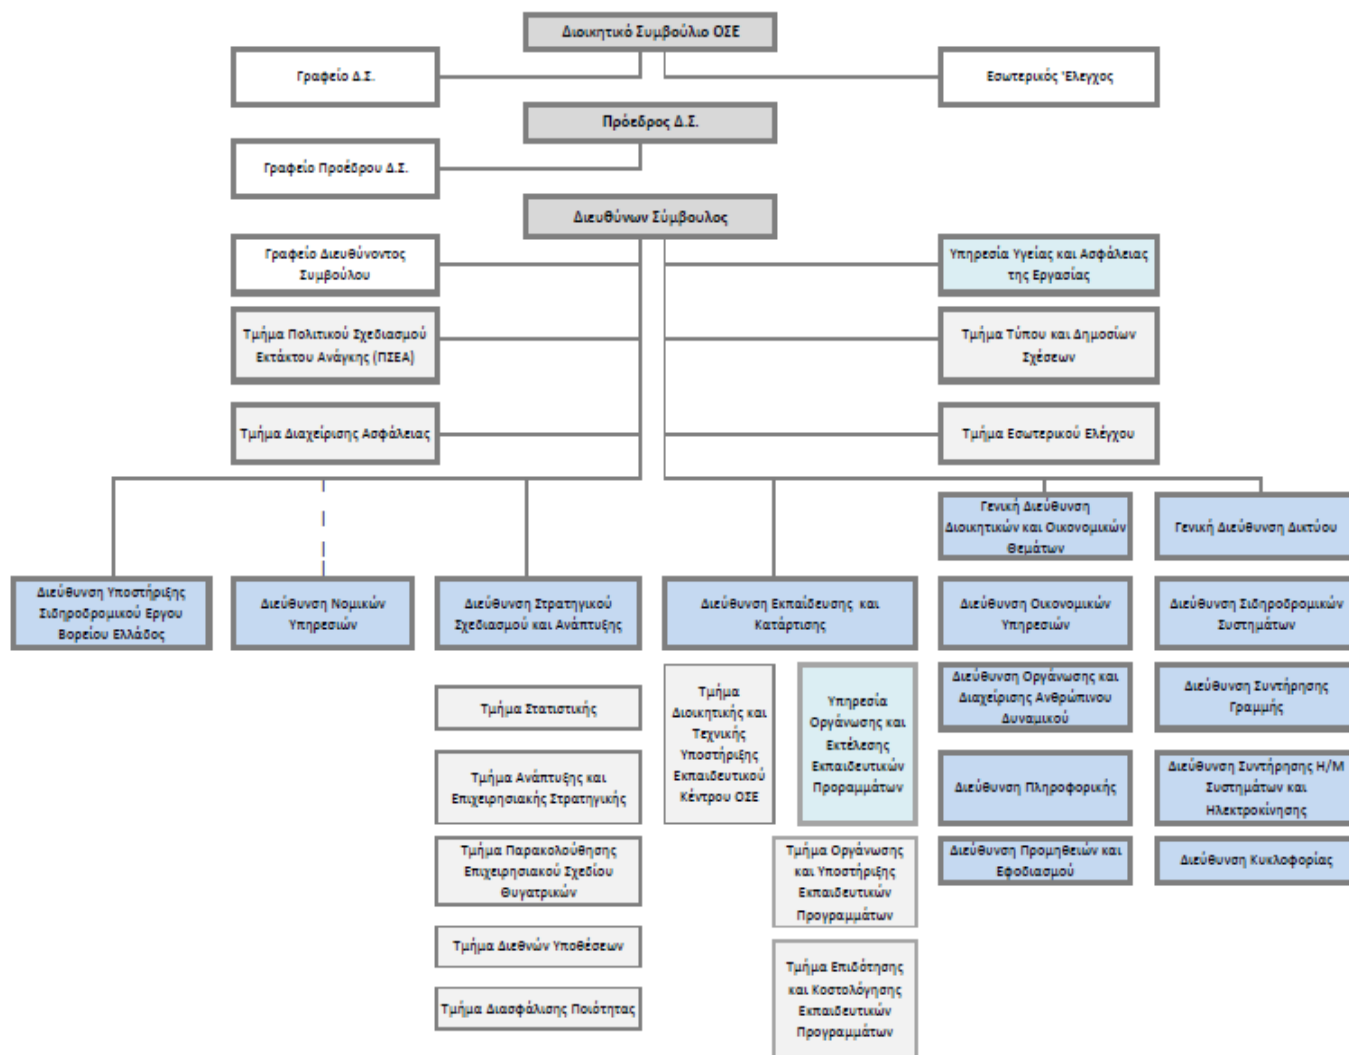 Διοικητικό Συμβούλιο ΟΣΕ
Γραφείο Δ.Σ.
Εσωτερικός 'Ελεγχος
Πρόεδρος Δ.Σ.
Γραφείο Προέδρου Δ.Σ.
Διευθύνων Σύμβουλος
Γραφείο Διευθύνοντος
Συμβούλου
Υπηρεσία Υγείας και Ασφάλειας
της Εργασίας
Τμήμα Πολιτικού Σχεδιασμού
Εκτάκτου Ανάγκης (ΠΣΕΑ)
Τμήμα Τύπου και Δημοσίων
Σχέσεων
Τμήμα Διαχείρισης Ασφάλειας
Τμήμα Εσωτερικού Ελέγχου
Γενική Διεύθυνση
Διοικητικών και Οικονομικών
Θεμάτων
Γενική Διεύθυνση Δικτύου
Διεύθυνση Υποστήριξης
Σιδηροδρομικού Εργου
Βορείου Ελλάδος
Διεύθυνση Νομικών
Υπηρεσιών
Διεύθυνση Στρατηγικού
Σχεδιασμού και Ανάπτυξης
Διεύθυνση Εκπαίδευσης και
Κατάρτισης
Διεύθυνση Οικονομικών
Υπηρεσιών
Διεύθυνση Σιδηροδρομικών
Συστημάτων
Τμήμα Στατιστικής
Τμήμα Ανάπτυξης και
Επιχειρησιακής Στρατηγικής
Τμήμα Παρακολούθησης
Επιχειρησιακού Σχεδίου
Θυγατρικών
Τμήμα Διεθνών Υποθέσεων
Τμήμα Διασφάλισης Ποιότητας
Τμήμα
Διοικητικής και
Τεχνικής
Υποστήριξης
Εκπαιδευτικού
Κέντρου ΟΣΕ
Υπηρεσία
Οργάνωσης και
Εκτέλεσης
Εκπαιδευτικών
Προραμμάτων
Τμήμα Οργάνωσης
και Υποστήριξης
Εκπαιδευτικών
Προγραμμάτων
Τμήμα Επιδότησης
και Κοστολόγησης
Εκπαιδευτικών
Προγραμμάτων
Διεύθυνση Οργάνωσης και
Διαχείρισης Ανθρώπινου
Δυναμικού
Διεύθυνση Πληροφορικής
Διεύθυνση Προμηθειών και
Εφοδιασμού
Διεύθυνση Συντήρησης
Γραμμής
Διεύθυνση Συντήρησης Η/Μ
Συστημάτων και
Ηλεκτροκίνησης
Διεύθυνση Κυκλοφορίας